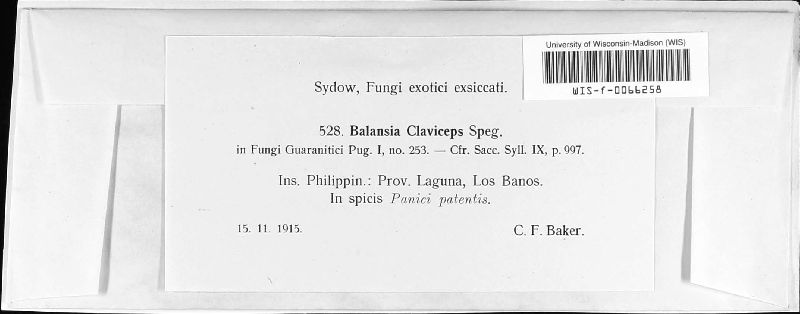 University of Wisconsin-Madison (WIS)
WIS-f-0066258
Sydow, Fungi exotici exsiccati.
528. Balansia Claviceps Speg.
in Fungi Guaranitici Pug. I, no. 253. — Cfr. Sacc. Syll. IX, p. 997.
Ins. Philippin.: Prov. Laguna, Los Banos.
In spicis Panici patentis.
15. 11. 1915.
C. F. Baker.